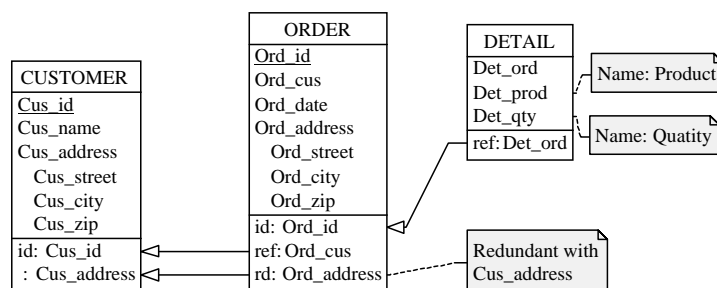 CUSTOMER
Cus_id
Cus_name
Cus_address
Cus_street
Cus_city
Cus_zip
id: Cus_id
: Cus_address
ORDER
Ord_id
Ord_cus
Ord_date
Ord_address
Ord_street
Ord_city
Ord_zip
id: Ord_id
ref: Ord_cus
rd: Ord_address
DETAIL
Det_ord
Det_prod
Det_qty
ref: Det_ord
Name: Product
Name: Quatity
Redundant with
Cus_address